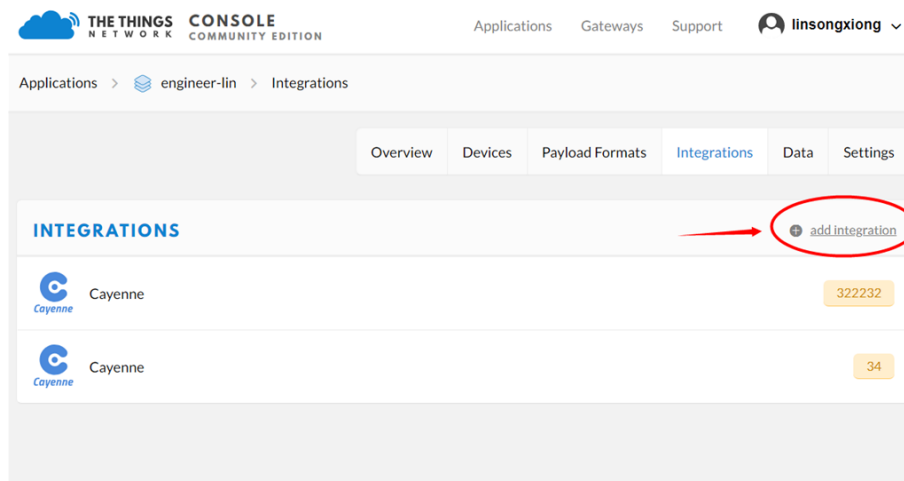 THE THINGS NETWORK CONSOLE COMMUNITY EDITION
Applications Gateways Support linsongxiong
Applications > engineer-lin > Integrations
Overview Devices Payload Formats Integrations Data Settings
INTEGRATIONS add integration
Cayenne Cayenne 322232
Cayenne Cayenne 34